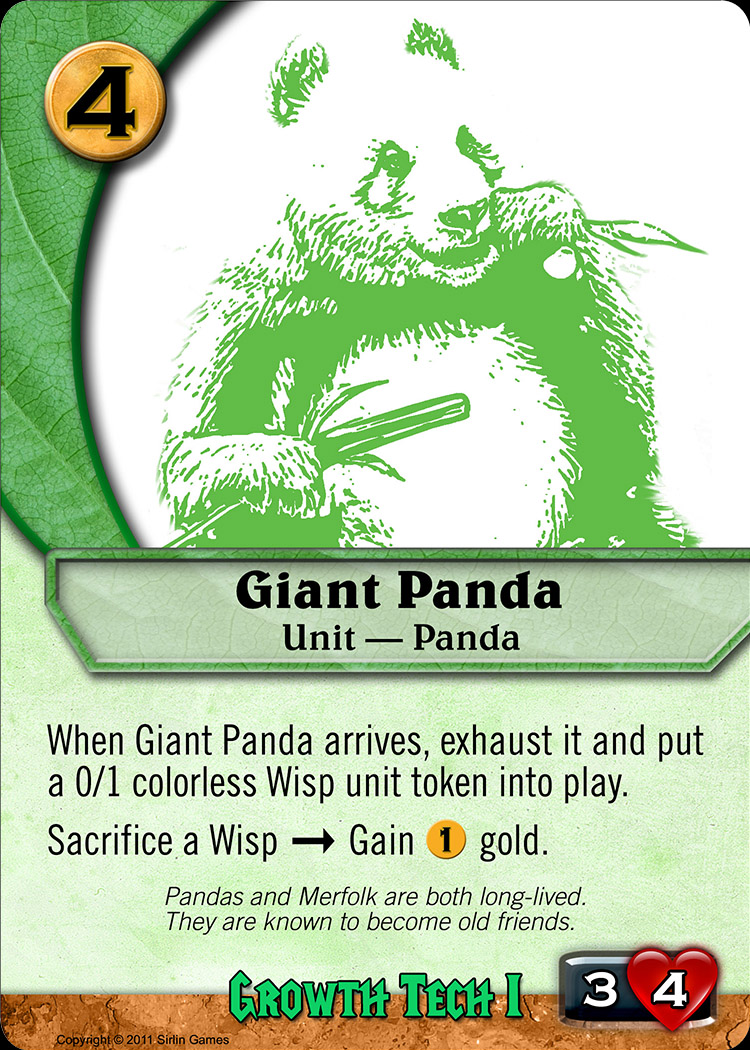 4
Giant Panda
Unit — Panda
When Giant Panda arrives, exhaust it and put
a 0/1 colorless Wisp unit token into play.
Sacrifice a Wisp → Gain 1 gold.
Pandas and Merfolk are both long-lived.
They are known to become old friends.
Growth Tech I
3 4
Copyright © 2011 Sirlin Games